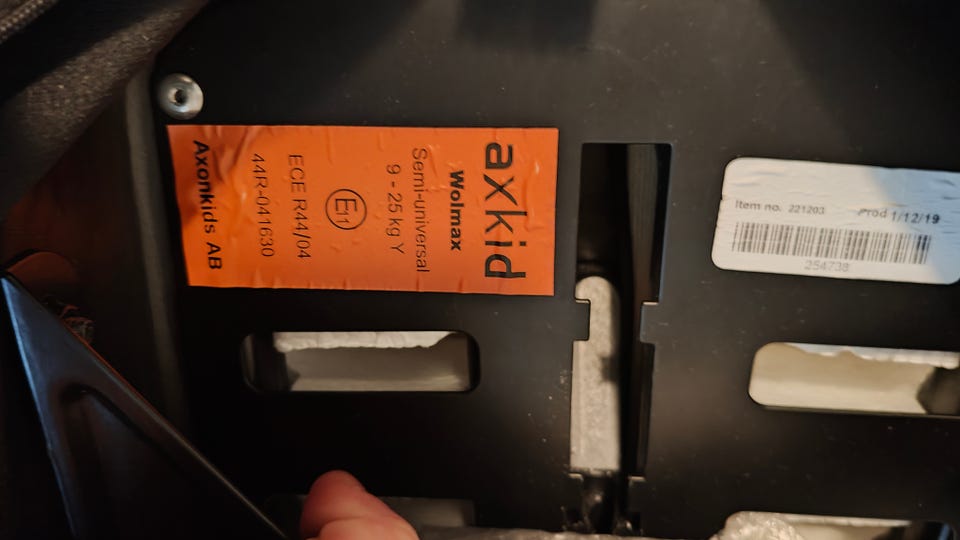 axkid
Wolmax
Semi-universal
9 - 25 kg Y
E11
ECE R44/04
44R-041630
Axonkids AB
Item no. 221203 Prod 1/12/19
254738